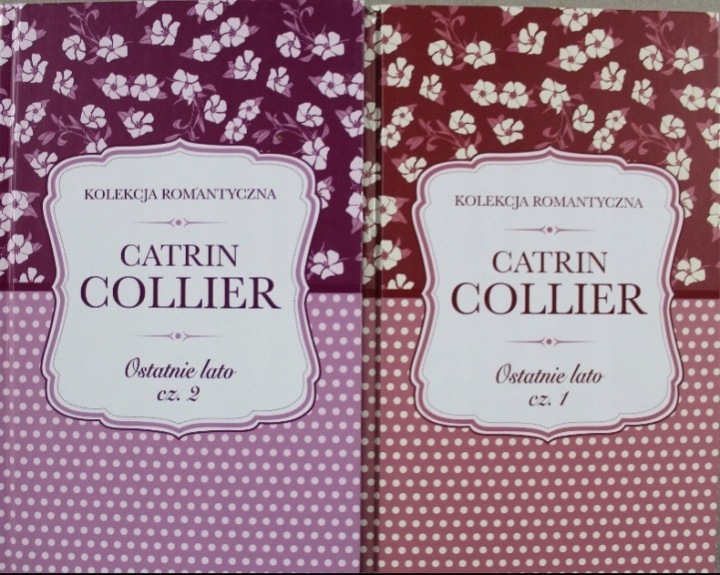 KOLEKCJA ROMANTYCZNA
CATRIN
COLLIER
Ostatnie lato
cz. 2
KOLEKCJA ROMANTYCZNA
CATRIN
COLLIER
Ostatnie lato
cz. 1